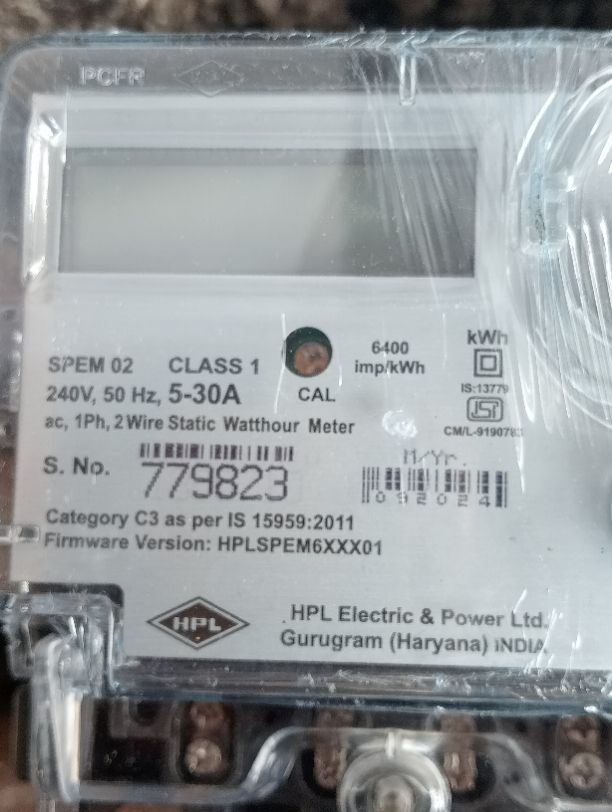 PCFR
SPEM 02 CLASS 1
240V, 50 Hz, 5-30A
CAL
6400
imp/kWh
kWh
IS:13779
ISI
CM/L-9190783
ac, 1Ph, 2 Wire Static Watthour Meter
S. No. 779823
M/Yr.
092024
Category C3 as per IS 15959:2011
Firmware Version: HPLSPEM6XXX01
HPL
HPL Electric & Power Ltd.
Gurugram (Haryana) INDIA